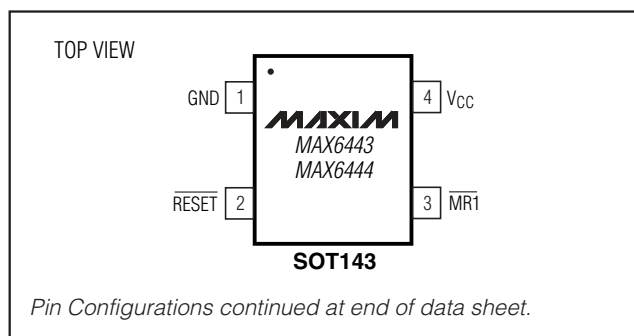 TOP VIEW
GND 1
4 VCC
MAXIM
MAX6443
MAX6444
RESET 2
3 MR1
SOT143
Pin Configurations continued at end of data sheet.